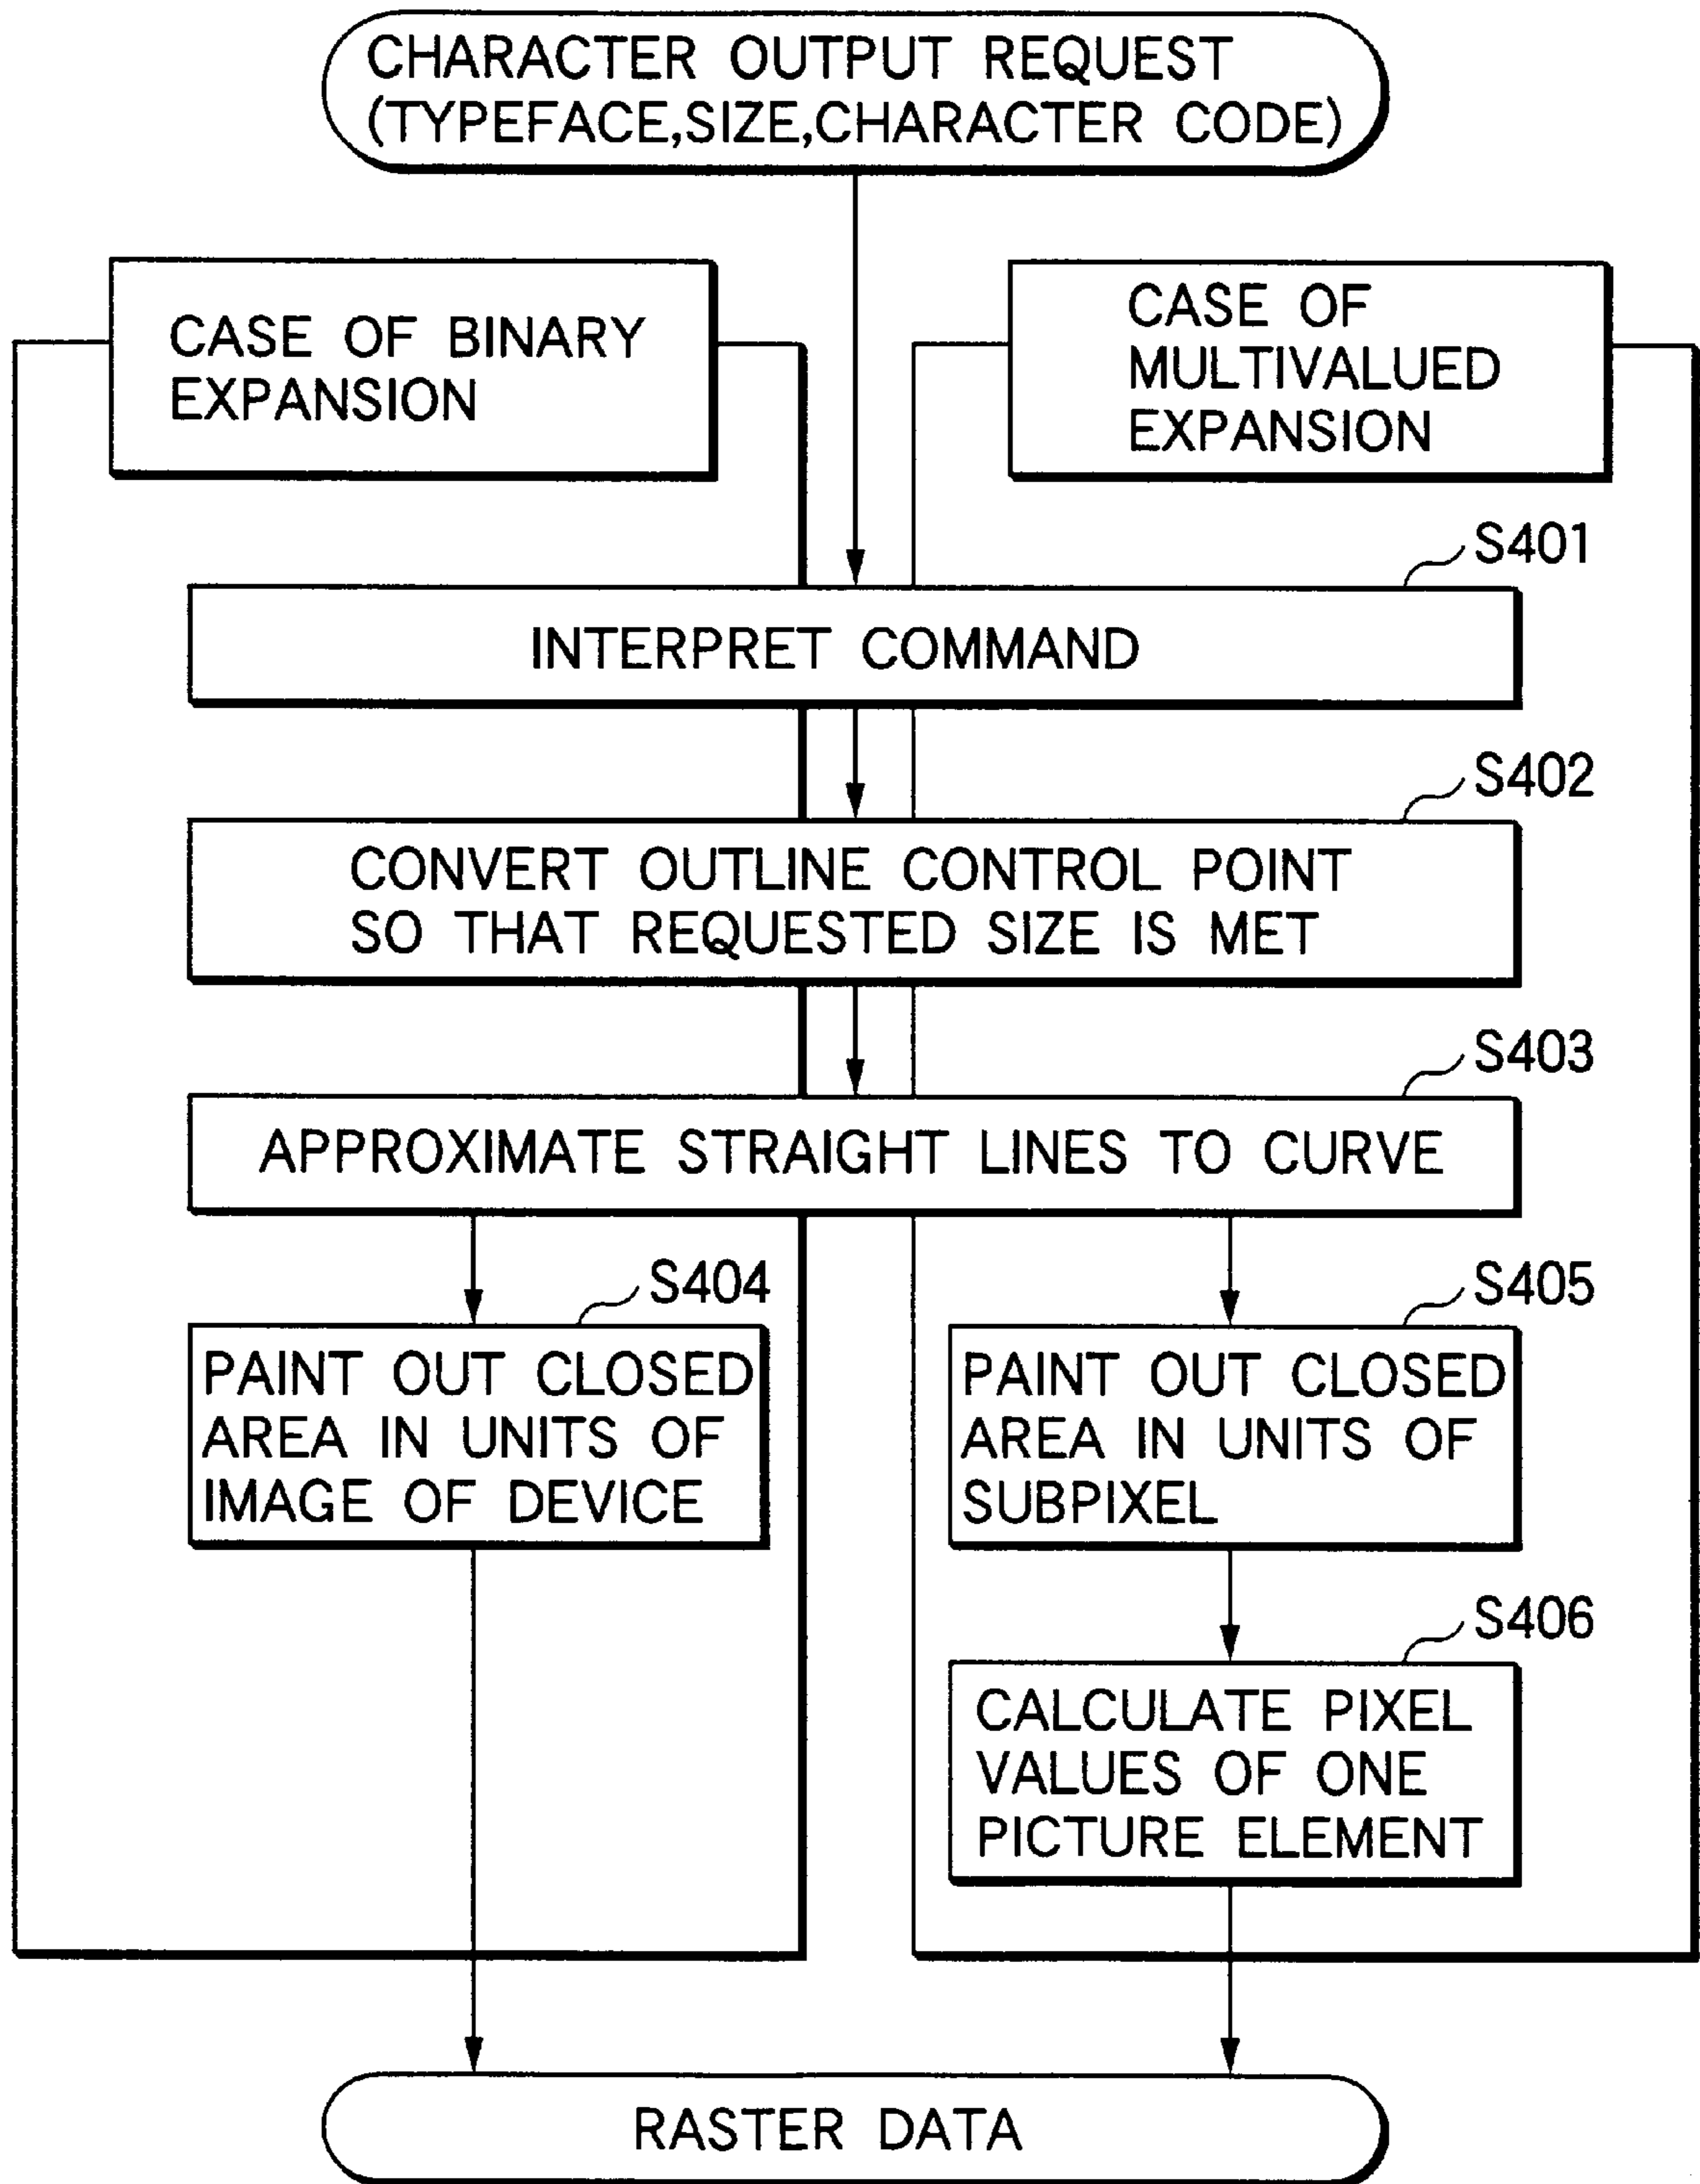 CHARACTER OUTPUT REQUEST
(TYPEFACE,SIZE,CHARACTER CODE)
CASE OF BINARY
EXPANSION
CASE OF
MULTIVALUED
EXPANSION
S401
INTERPRET COMMAND
S402
CONVERT OUTLINE CONTROL POINT
SO THAT REQUESTED SIZE IS MET
S403
APPROXIMATE STRAIGHT LINES TO CURVE
S404
PAINT OUT CLOSED
AREA IN UNITS OF
IMAGE OF DEVICE
S405
PAINT OUT CLOSED
AREA IN UNITS OF
SUBPIXEL
S406
CALCULATE PIXEL
VALUES OF ONE
PICTURE ELEMENT
RASTER DATA